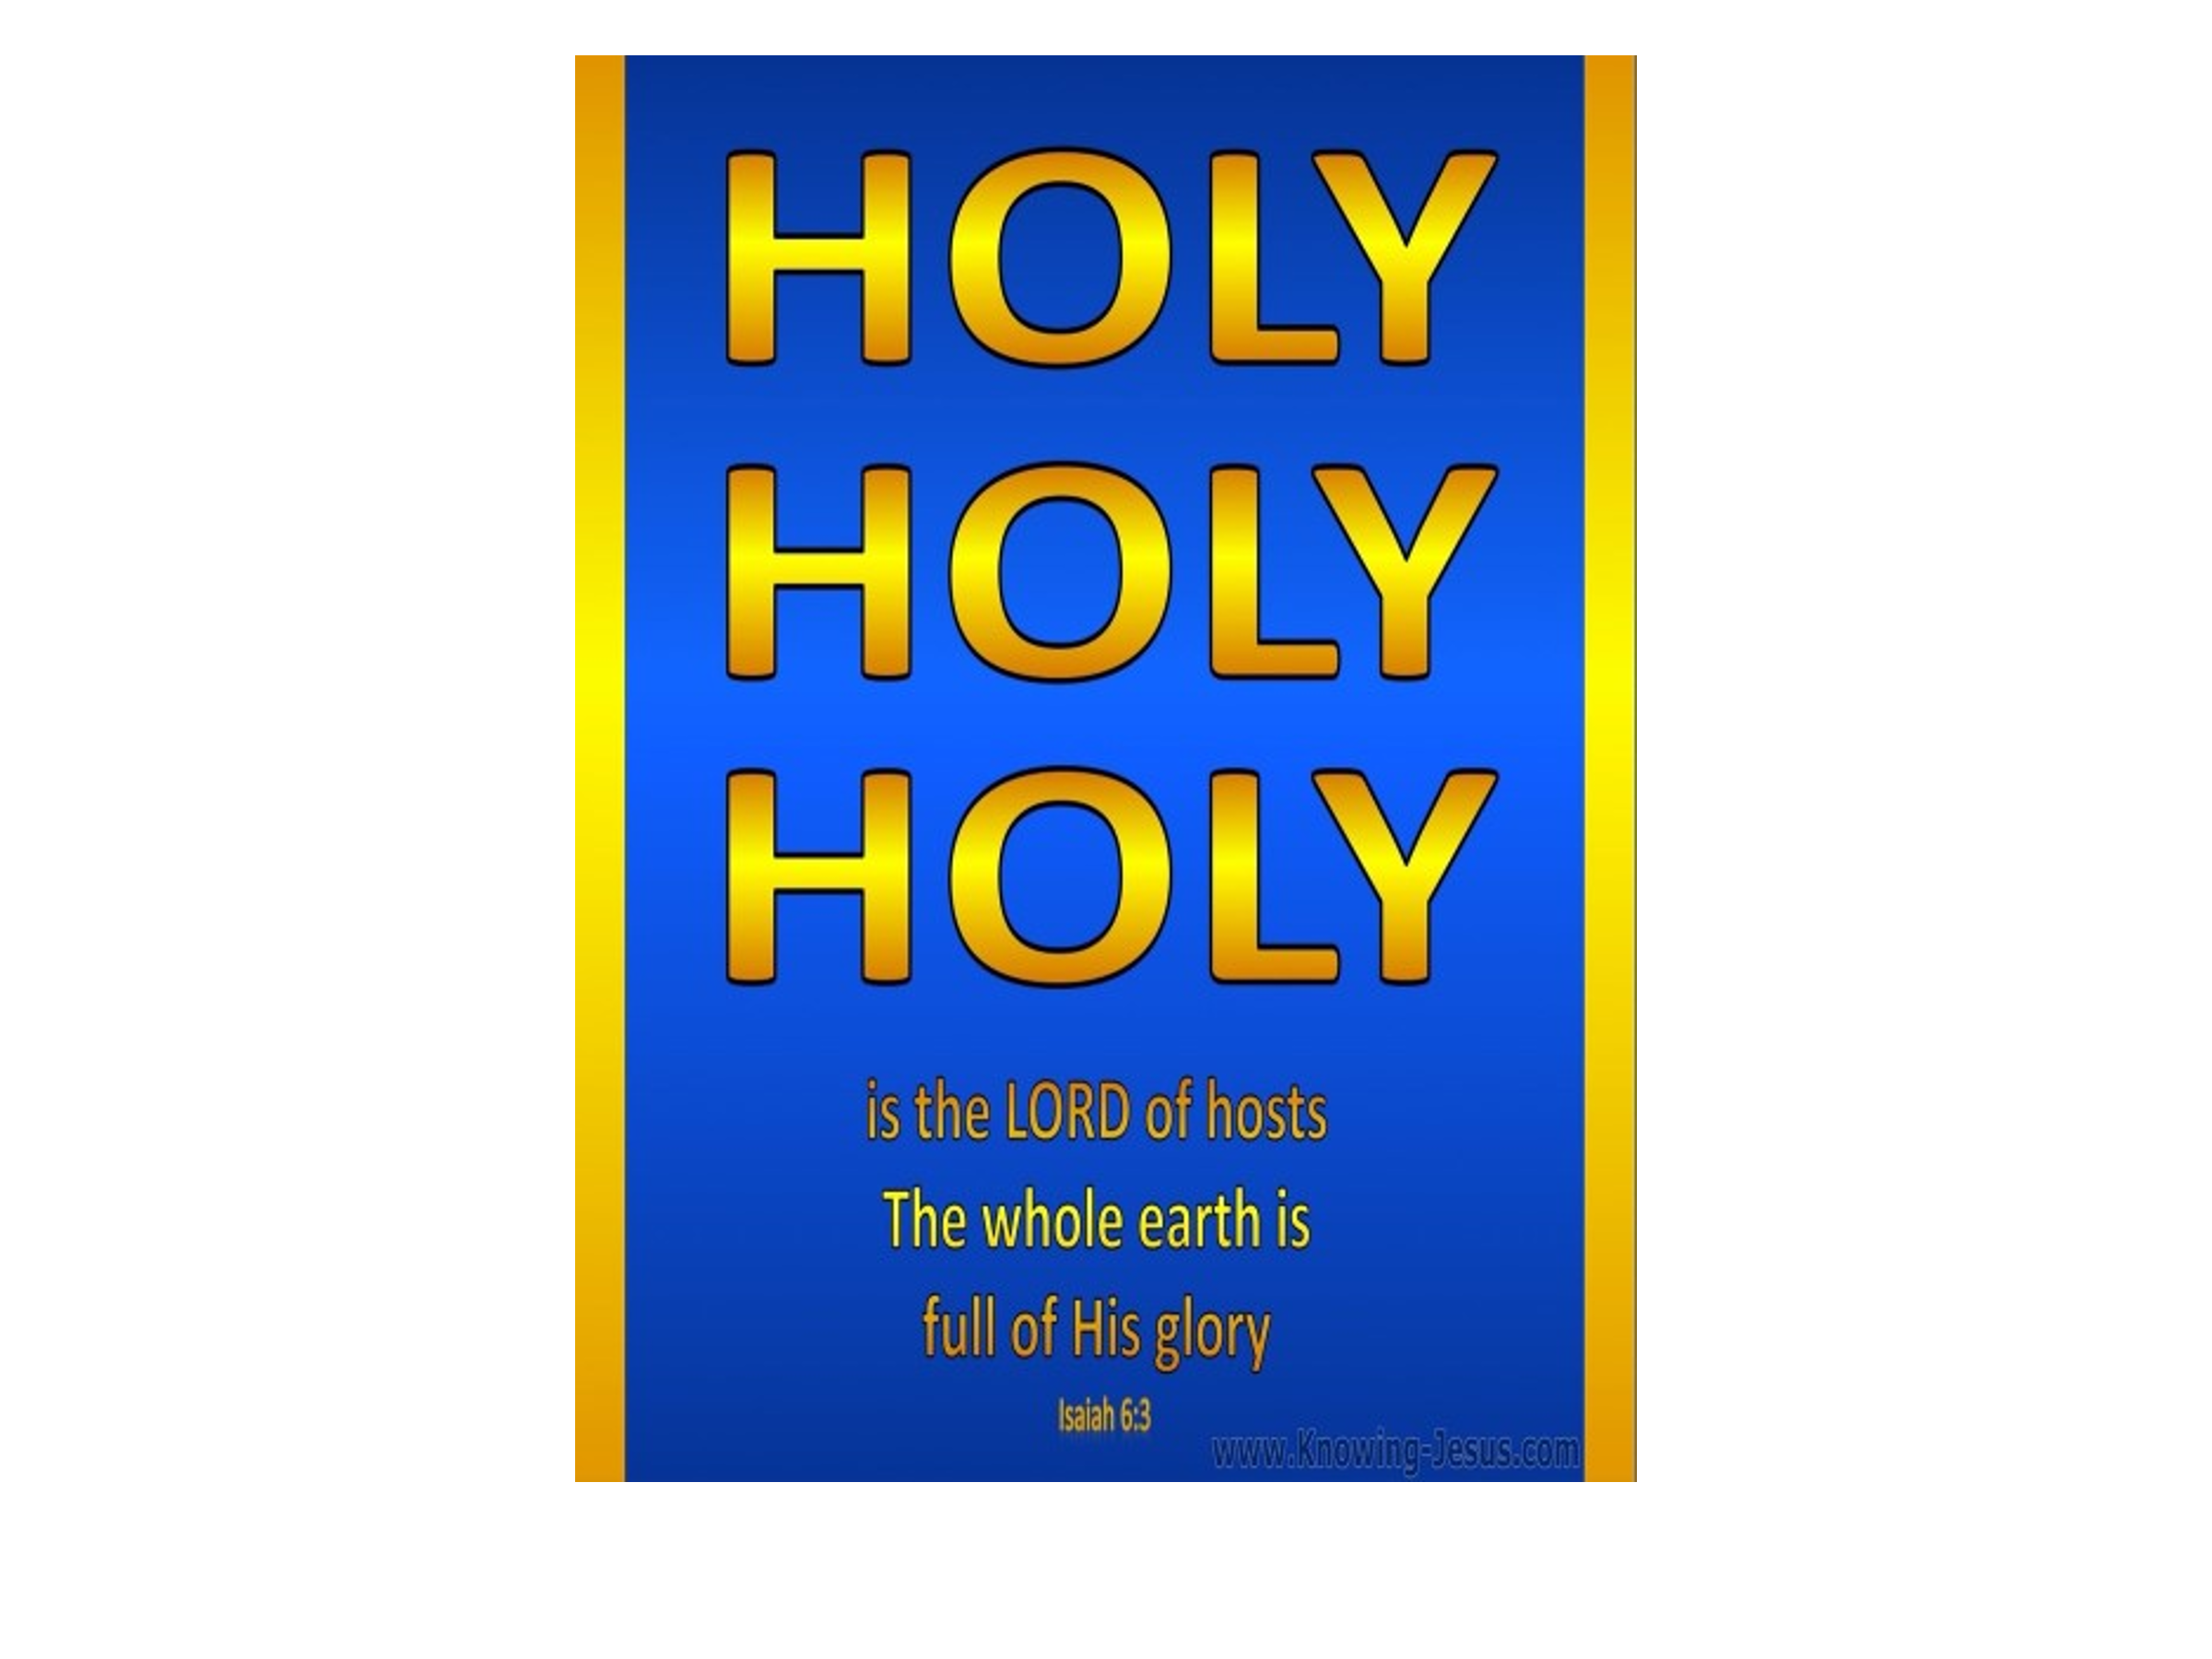 HOLY
HOLY
HOLY
is the LORD of hosts
The whole earth is
full of His glory
Isaiah 6:3
www.Knowing-Jesus.com